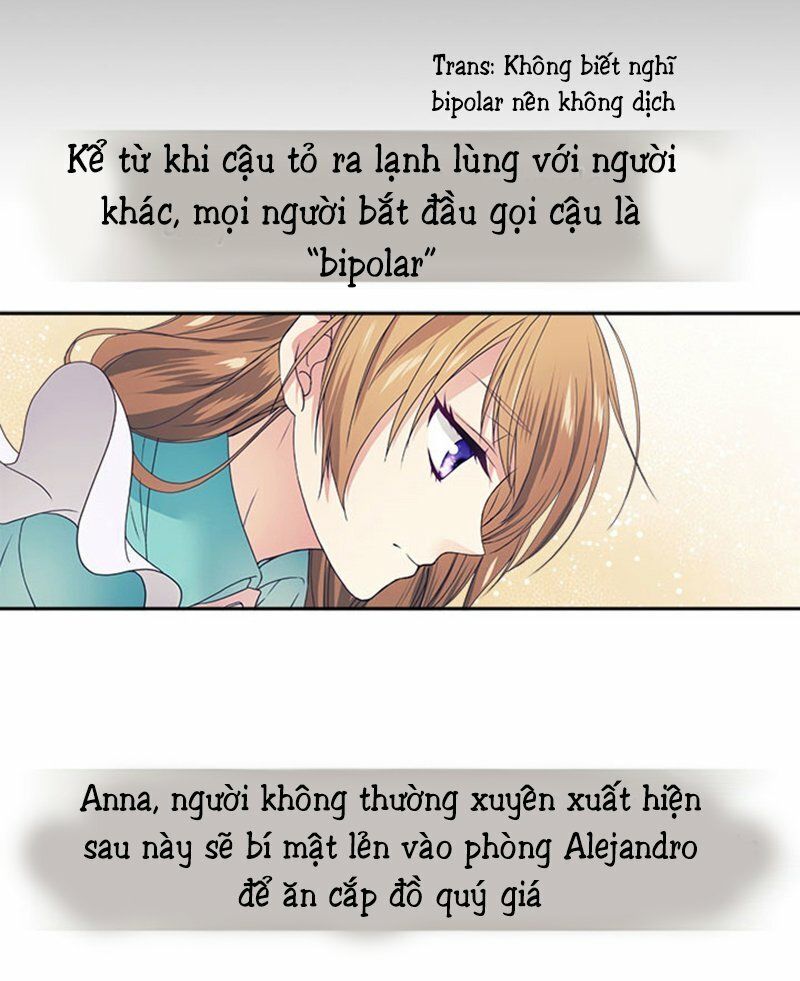 Trans: Không biết nghĩ
bipolar nên không dịch
Kể từ khi cậu tỏ ra lạnh lùng với người
khác, mọi người bắt đầu gọi cậu là
“bipolar”
Anna, người không thường xuyên xuất hiện
sau này sẽ bí mật lẻn vào phòng Alejandro
để ăn cắp đồ quý giá